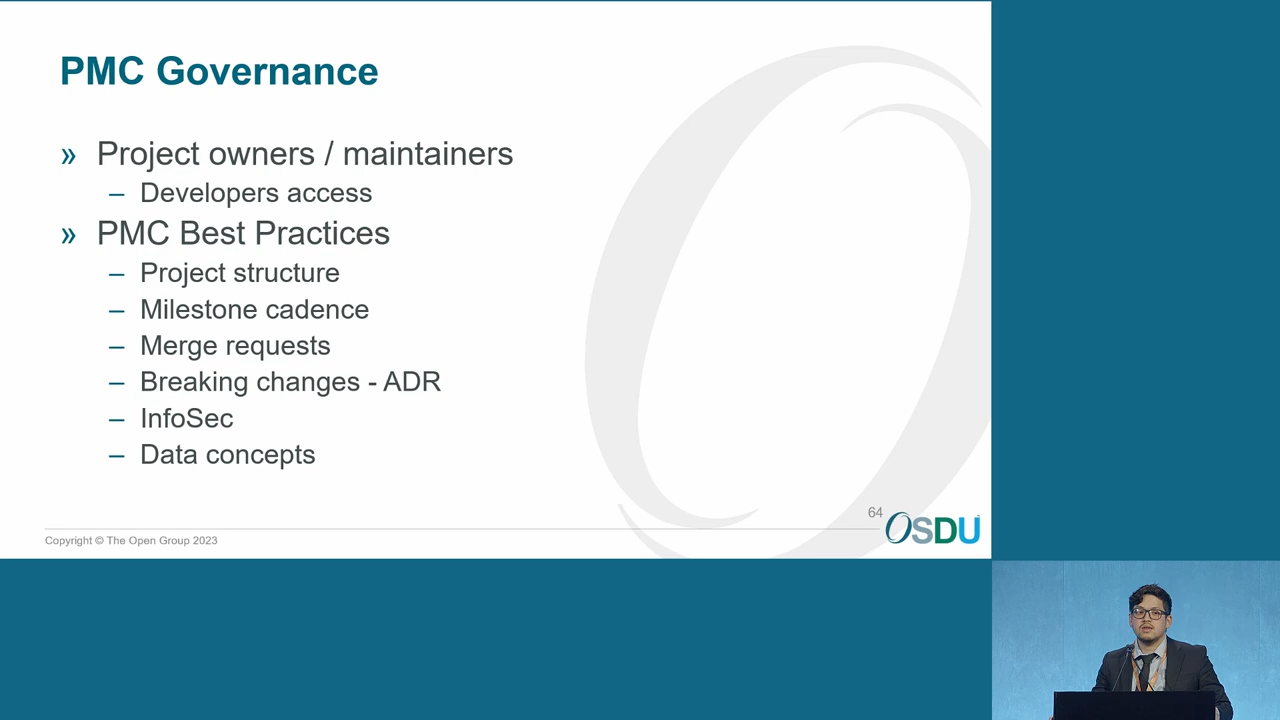 PMC Governance
» Project owners / maintainers
– Developers access
» PMC Best Practices
– Project structure
– Milestone cadence
– Merge requests
– Breaking changes - ADR
– InfoSec
– Data concepts
64
OSDU
Copyright © The Open Group 2023